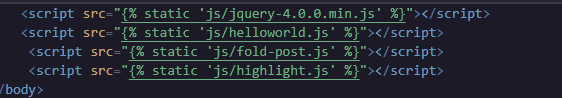 <script src="{% static 'js/jquery-4.0.0.min.js' %}"></script>
<script src="{% static 'js/helloworld.js' %}"></script>
<script src="{% static 'js/fold-post.js' %}"></script>
<script src="{% static 'js/highlight.js' %}"></script>
/body>